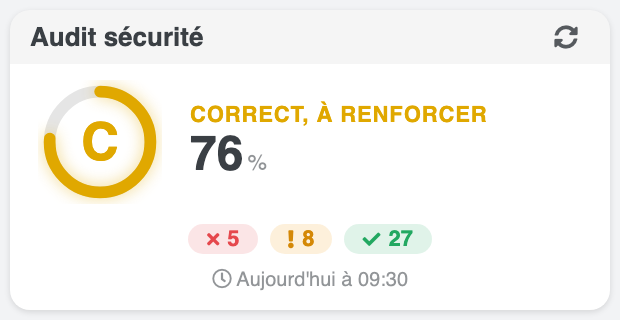 Audit sécurité
C
CORRECT, À RENFORCER
76 %
5
! 8
27
Aujourd'hui à 09:30